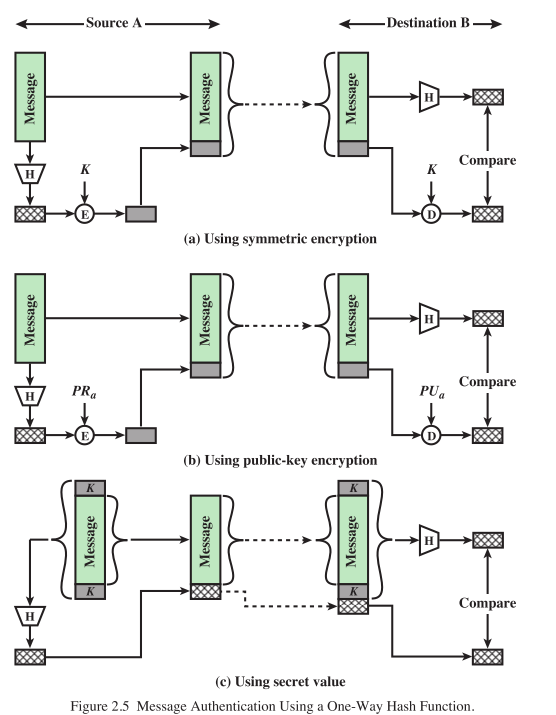 Source A
Destination B
Message
Message
Message
H
H
K
K
Compare
E
D
(a) Using symmetric encryption
Message
Message
Message
H
H
PRa
PUa
Compare
E
D
(b) Using public-key encryption
K
K
Message
Message
Message
H
K
K
H
Compare
(c) Using secret value
Figure 2.5 Message Authentication Using a One-Way Hash Function.